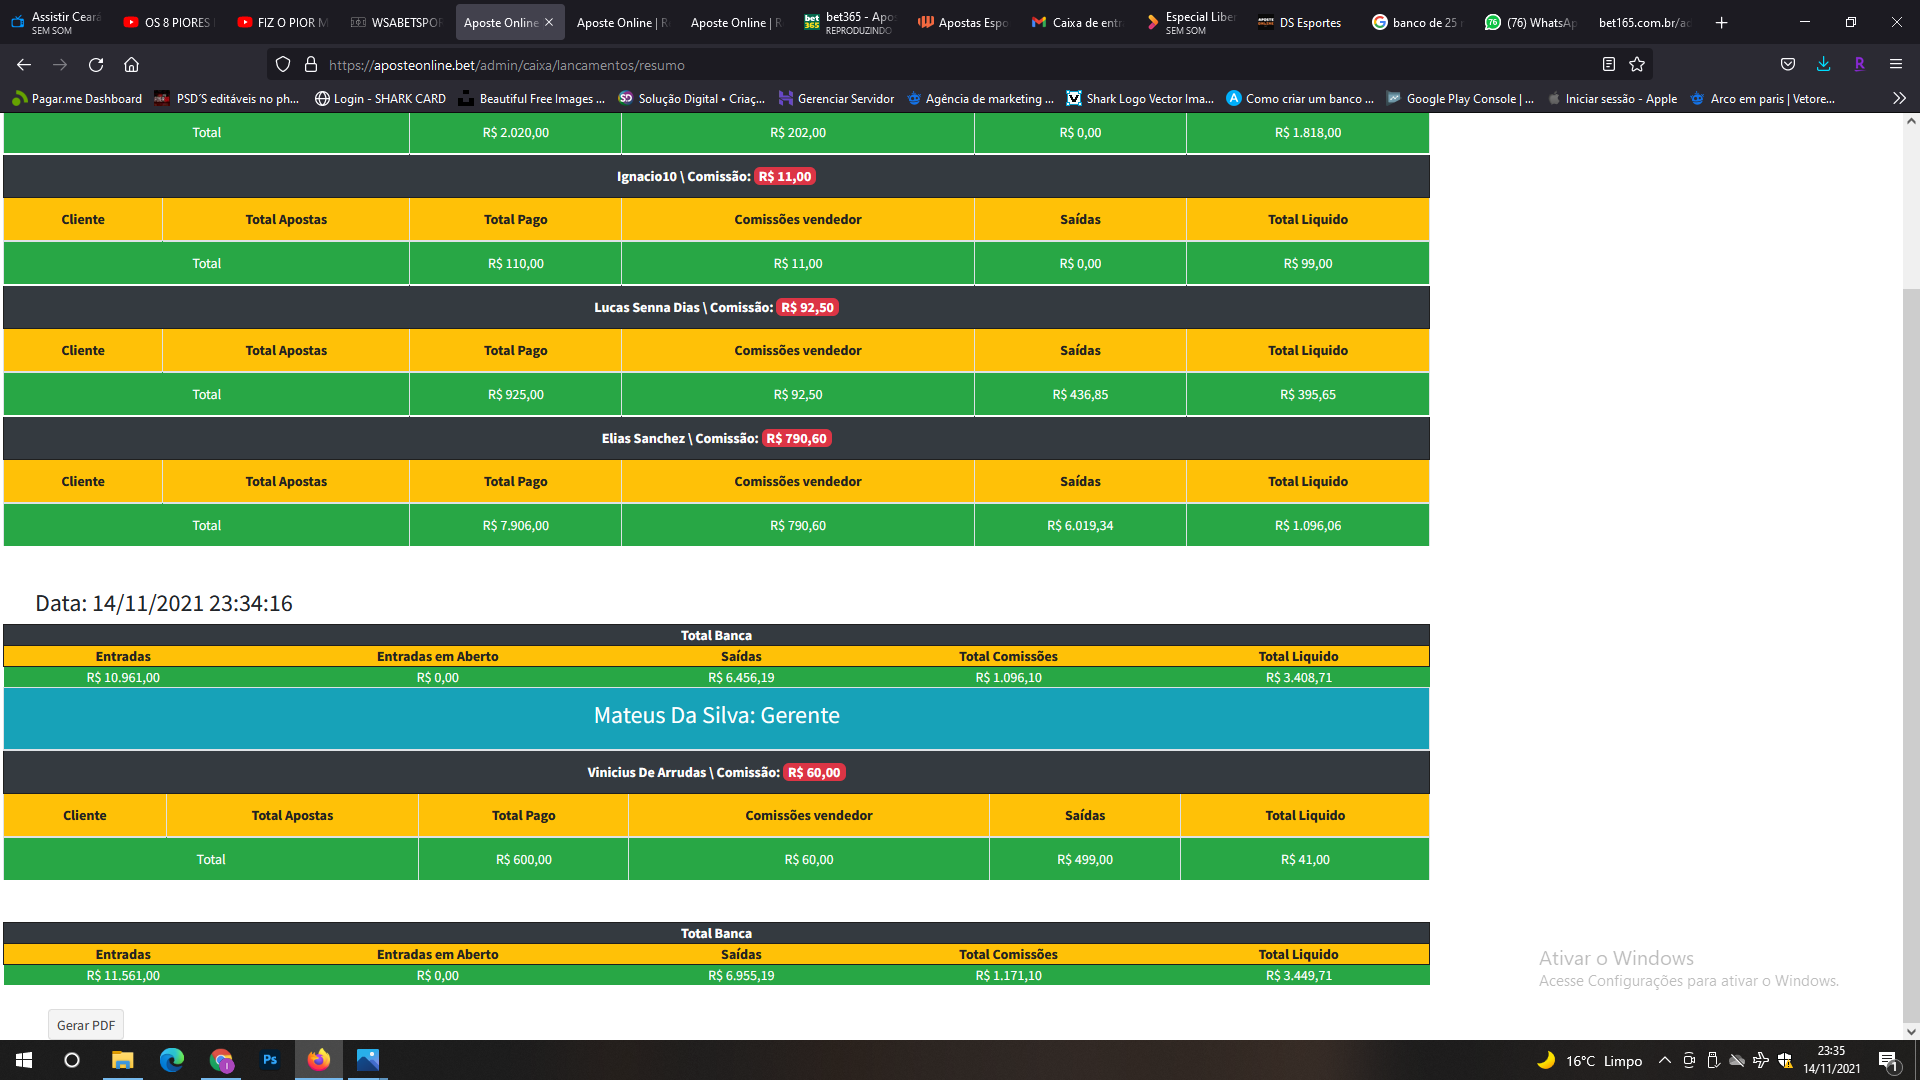 Assistir Ceará
SEM SOM
OS 8 PIORES
FIZ O PIOR M
WSABETSPOR
Aposte Online
Aposte Online | R
Aposte Online | R
bet365 - Apos
REPRODUZINDO
Apostas Espo
Caixa de entr
Especial Liber
SEM SOM
DS Esportes
banco de 25 r
(76) WhatsAp
bet165.com.br/ad
https://aposteonline.bet/admin/caixa/lancamentos/resumo
Pagar.me Dashboard
PSD´S editáveis no ph...
Login - SHARK CARD
Beautiful Free Images ...
Solução Digital • Criaç...
Gerenciar Servidor
Agência de marketing ...
Shark Logo Vector Ima...
Como criar um banco ...
Google Play Console | ...
Iniciar sessão - Apple
Arco em paris | Vetore...
Total R$ 2.020,00 R$ 202,00 R$ 0,00 R$ 1.818,00
Ignacio10 \ Comissão: R$ 11,00
Cliente Total Apostas Total Pago Comissões vendedor Saídas Total Liquido
Total R$ 110,00 R$ 11,00 R$ 0,00 R$ 99,00
Lucas Senna Dias \ Comissão: R$ 92,50
Cliente Total Apostas Total Pago Comissões vendedor Saídas Total Liquido
Total R$ 925,00 R$ 92,50 R$ 436,85 R$ 395,65
Elias Sanchez \ Comissão: R$ 790,60
Cliente Total Apostas Total Pago Comissões vendedor Saídas Total Liquido
Total R$ 7.906,00 R$ 790,60 R$ 6.019,34 R$ 1.096,06
Data: 14/11/2021 23:34:16
Total Banca
Entradas Entradas em Aberto Saídas Total Comissões Total Liquido
R$ 10.961,00 R$ 0,00 R$ 6.456,19 R$ 1.096,10 R$ 3.408,71
Mateus Da Silva: Gerente
Vinicius De Arrudas \ Comissão: R$ 60,00
Cliente Total Apostas Total Pago Comissões vendedor Saídas Total Liquido
Total R$ 600,00 R$ 60,00 R$ 499,00 R$ 41,00
Total Banca
Entradas Entradas em Aberto Saídas Total Comissões Total Liquido
R$ 11.561,00 R$ 0,00 R$ 6.955,19 R$ 1.171,10 R$ 3.449,71
Ativar o Windows
Acesse Configurações para ativar o Windows.
Gerar PDF
16°C Limpo
23:35
14/11/2021
1